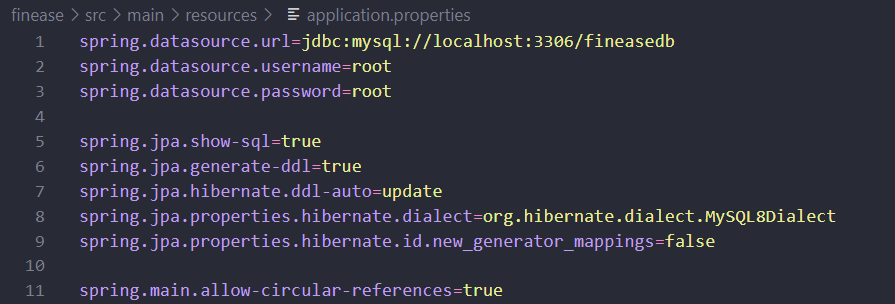 finease > src > main > resources > application.properties
1 spring.datasource.url=jdbc:mysql://localhost:3306/fineasedb
2 spring.datasource.username=root
3 spring.datasource.password=root
4
5 spring.jpa.show-sql=true
6 spring.jpa.generate-ddl=true
7 spring.jpa.hibernate.ddl-auto=update
8 spring.jpa.properties.hibernate.dialect=org.hibernate.dialect.MySQL8Dialect
9 spring.jpa.properties.hibernate.id.new_generator_mappings=false
10
11 spring.main.allow-circular-references=true